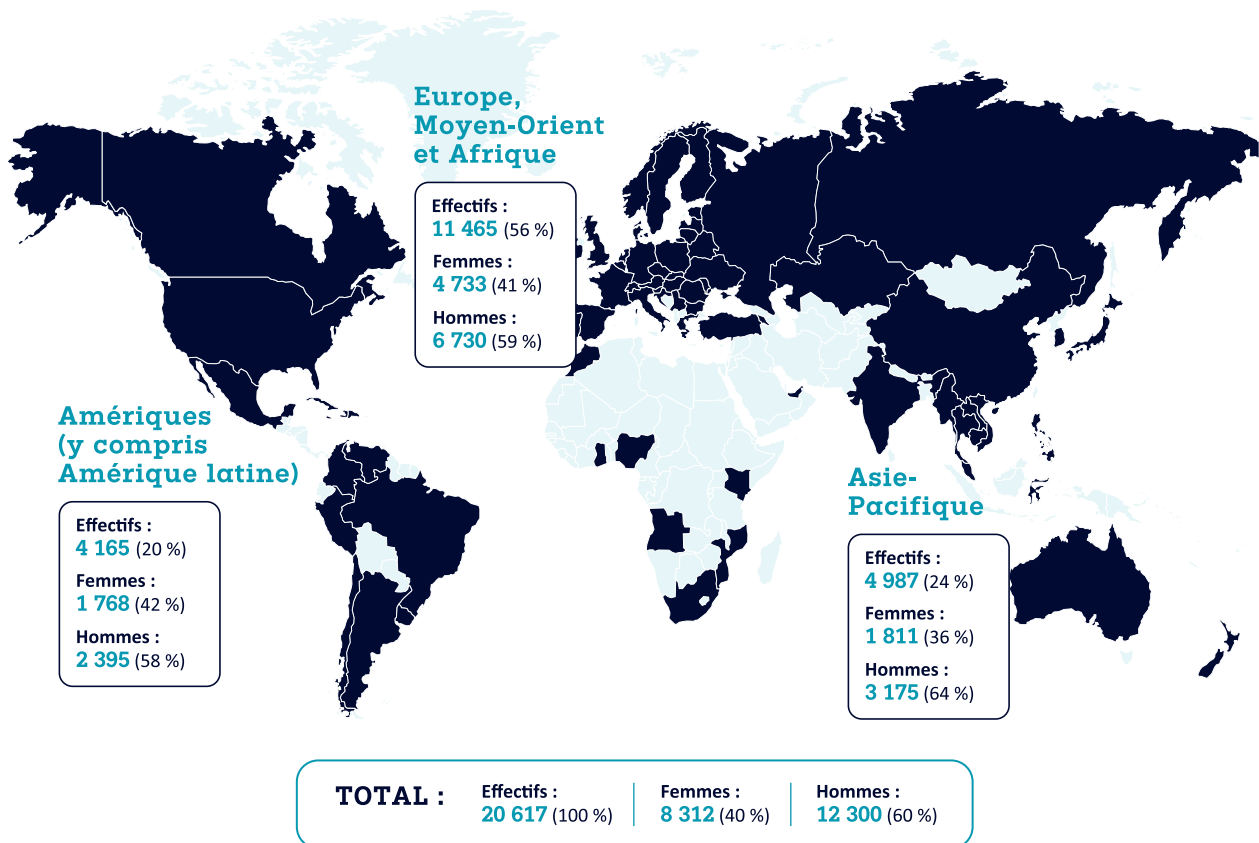 Europe,
Moyen-Orient
et Afrique
Effectifs :
11 465 (56 %)
Femmes :
4 733 (41 %)
Hommes :
6 730 (59 %)
Amériques
(y compris
Amérique latine)
Effectifs :
4 165 (20 %)
Femmes :
1 768 (42 %)
Hommes :
2 395 (58 %)
Asie-
Pacifique
Effectifs :
4 987 (24 %)
Femmes :
1 811 (36 %)
Hommes :
3 175 (64 %)
TOTAL :
Effectifs :
20 617 (100 %)
Femmes :
8 312 (40 %)
Hommes :
12 300 (60 %)